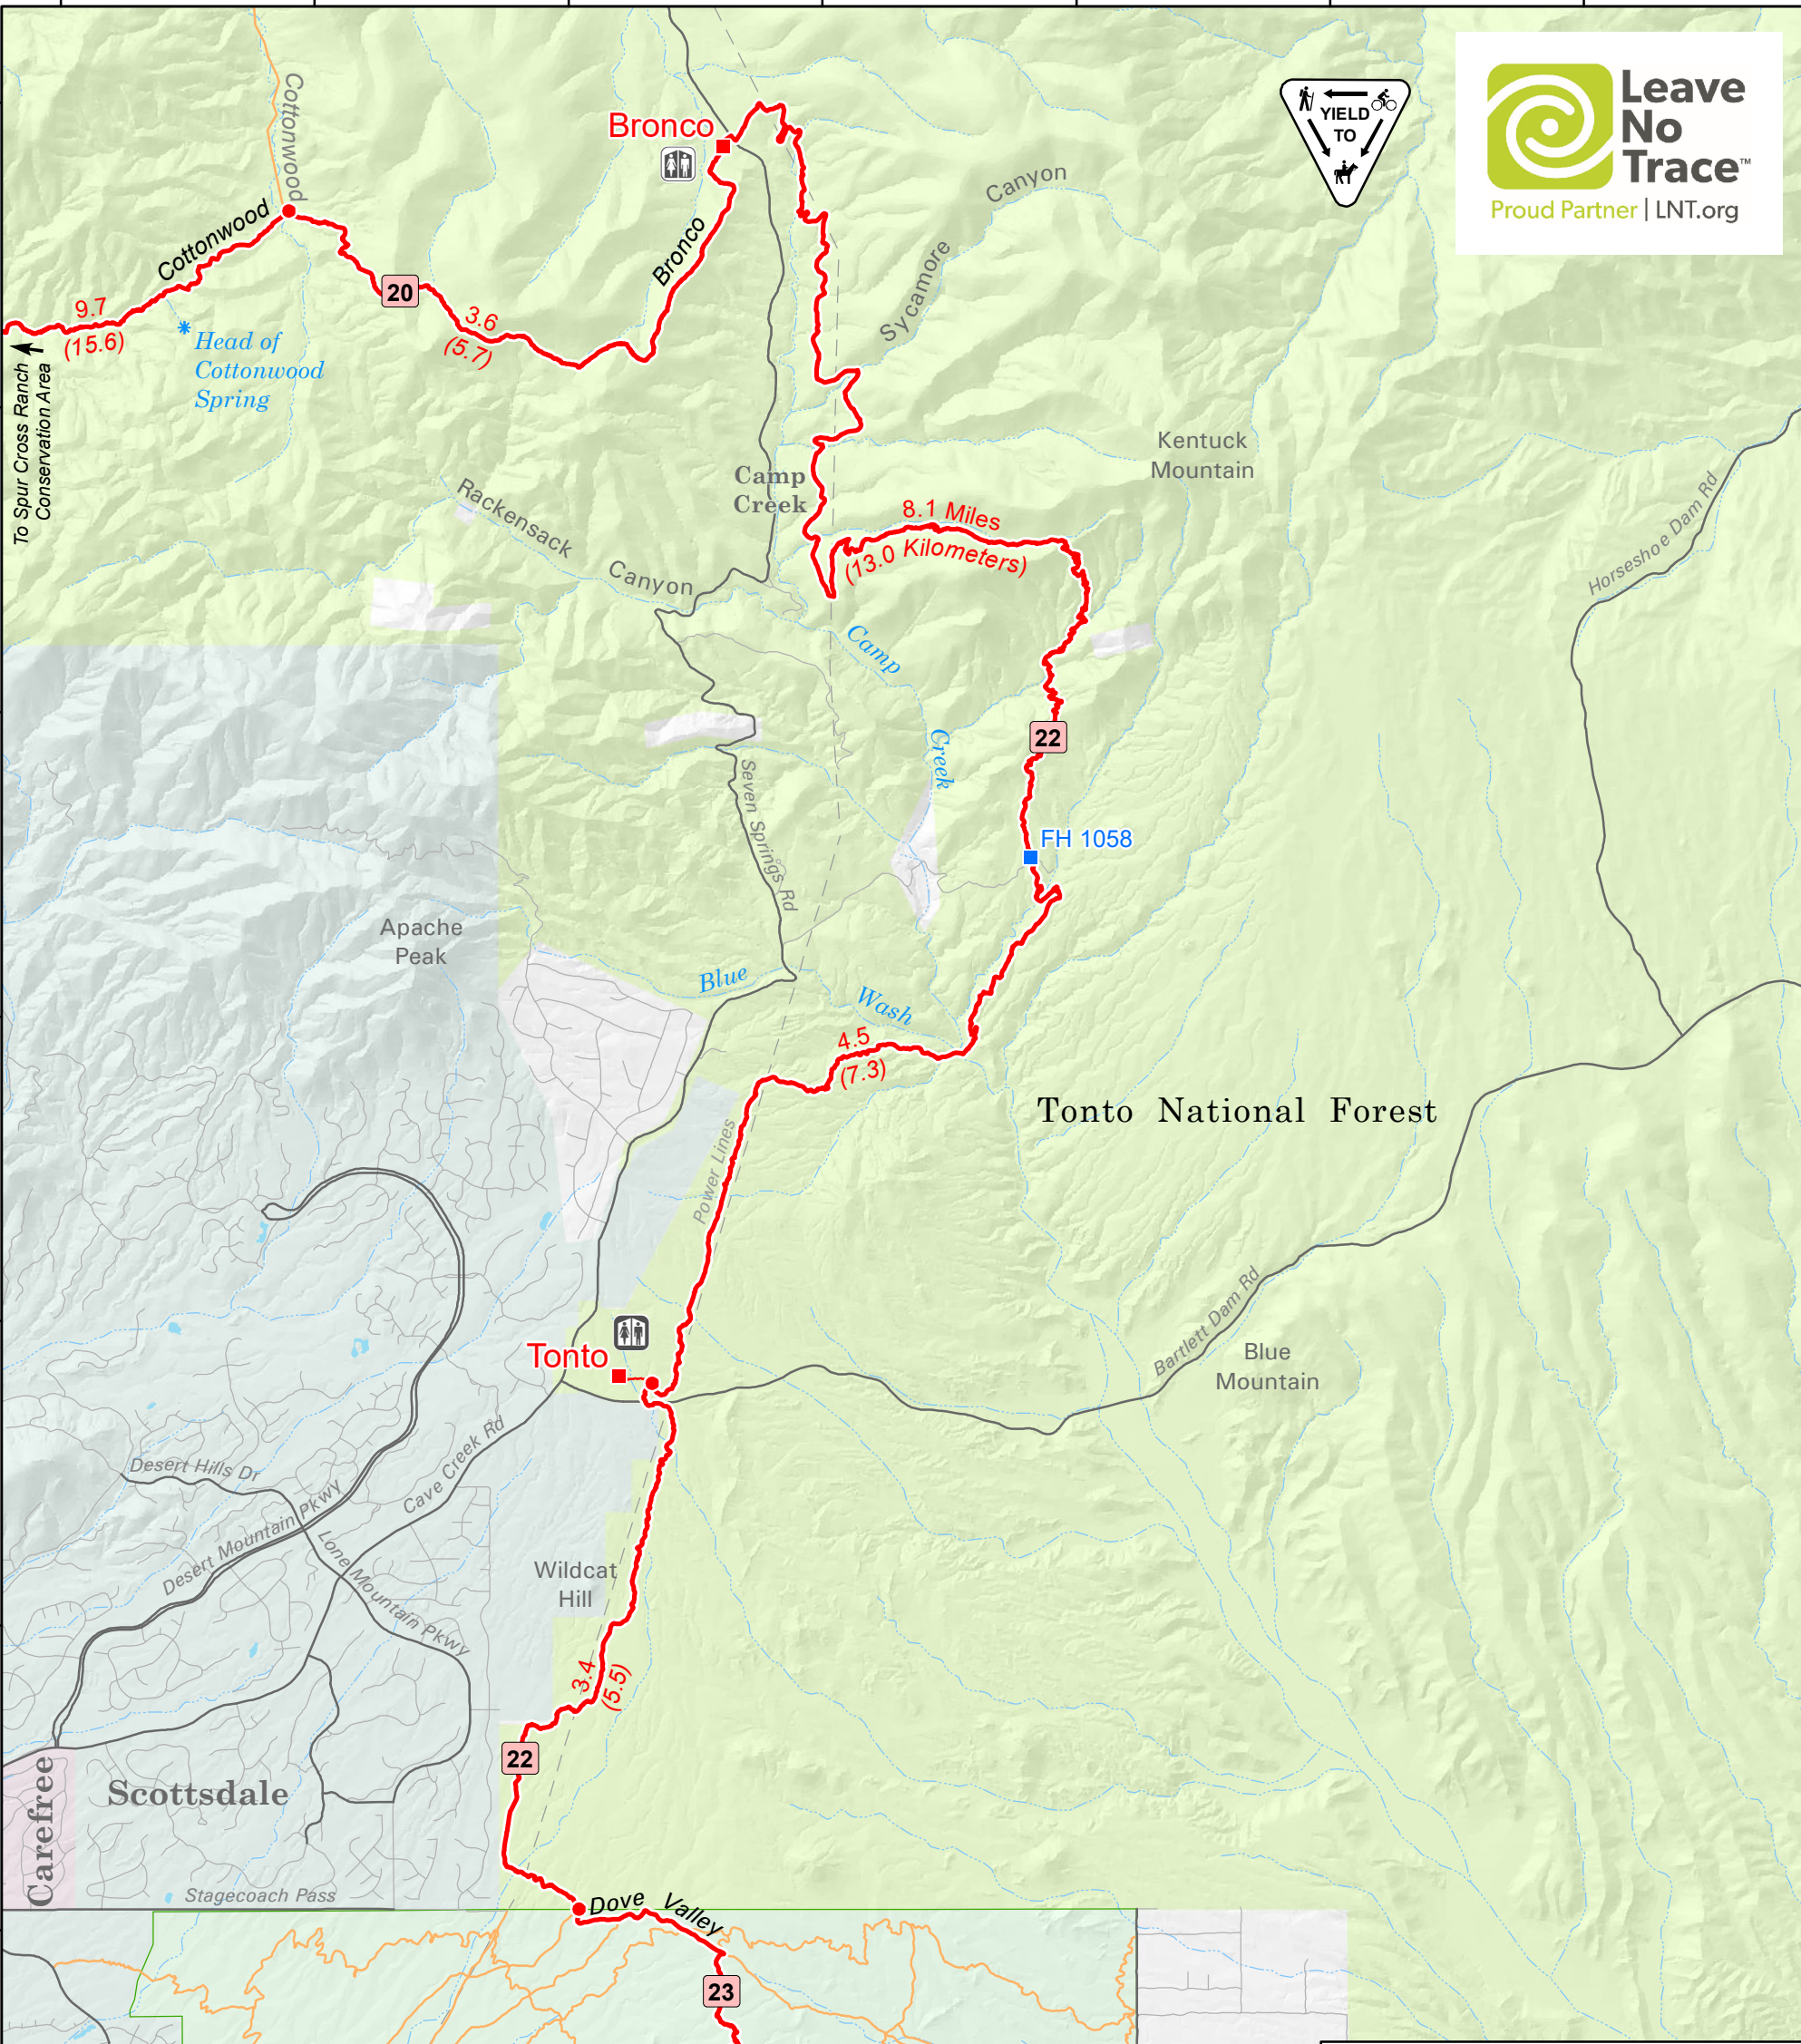 Leave
No
Trace™
Proud Partner | LNT.org
YIELD
TO
Bronco
Cottonwood
Cottonwood
Bronco
Canyon
Sycamore
20
9.7
(15.6)
3.6
(5.7)
Head of
Cottonwood
Spring
To Spur Cross Ranch
Conservation Area
Kentuck
Mountain
Camp
Creek
Rackensack
Canyon
8.1 Miles
(13.0 Kilometers)
Horseshoe Dam Rd
Camp
Creek
22
Seven Springs Rd
FH 1058
Apache
Peak
Blue
Wash
4.5
(7.3)
Tonto National Forest
Power Lines
Tonto
Bartlett Dam Rd
Blue
Mountain
Desert Hills Dr
Cave Creek Rd
Desert Mountain Pkwy
Lone Mountain Pkwy
Wildcat
Hill
3.4
(5.5)
22
Scottsdale
Carefree
Stagecoach Pass
Dove Valley
23